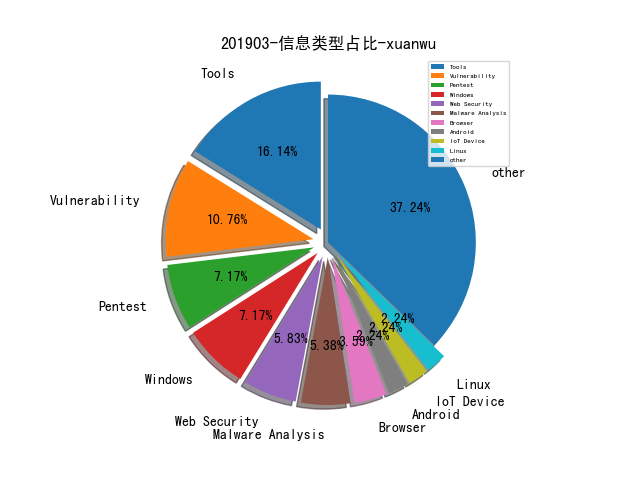 201903-信息类型占比-xuanwu
Tools
Vulnerability
Pentest
Windows
Web Security
Malware Analysis
Browser
Android
IoT Device
Linux
other
Tools
16.14%
other
37.24%
Vulnerability
10.76%
Pentest
7.17%
Windows
7.17%
Web Security
5.83%
Malware Analysis
5.38%
Browser
3.59%
Android
2.24%
IoT Device
2.24%
Linux
2.24%